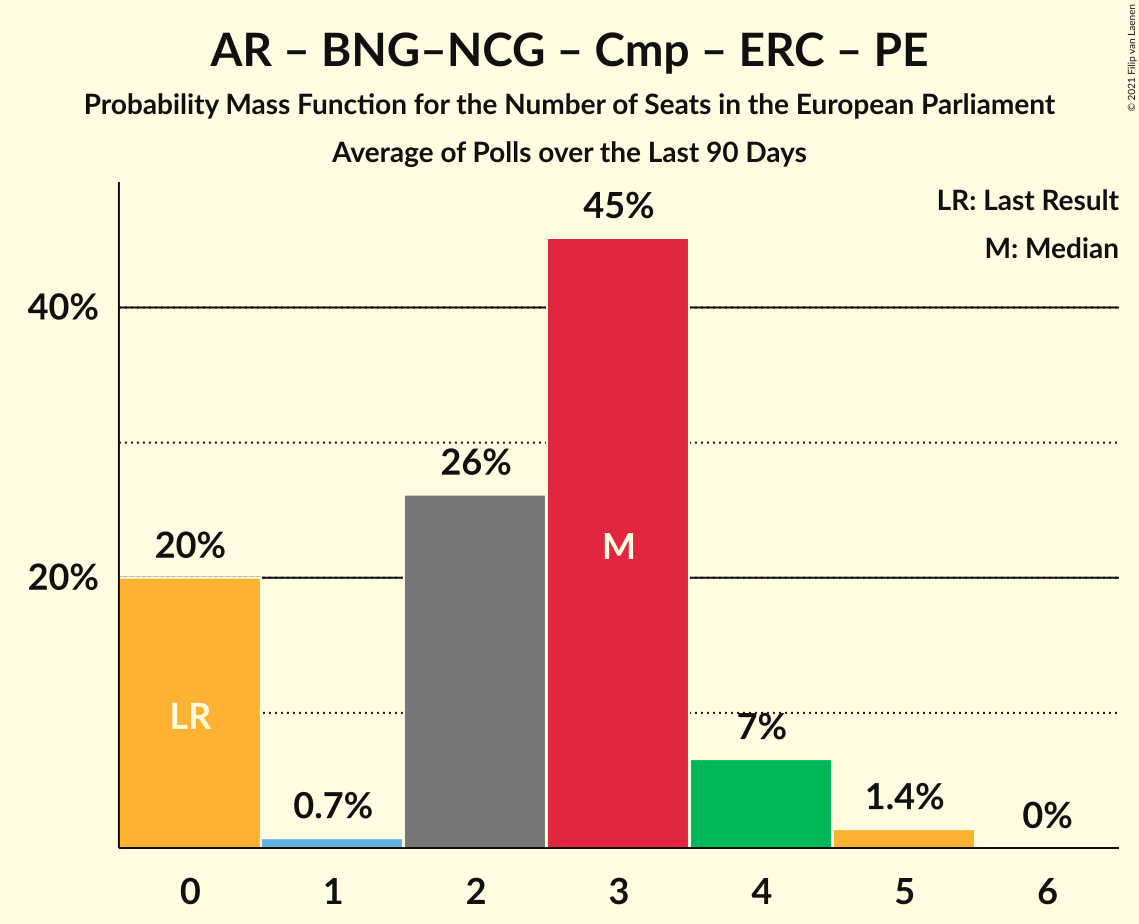 AR – BNG–NCG – Cmp – ERC – PE
Probability Mass Function for the Number of Seats in the European Parliament
Average of Polls over the Last 90 Days
© 2021 Filip van Laenen
LR: Last Result
M: Median
45%
40%
26%
20%
20%
M
LR
7%
0.7%
1.4%
0%
0 1 2 3 4 5 6